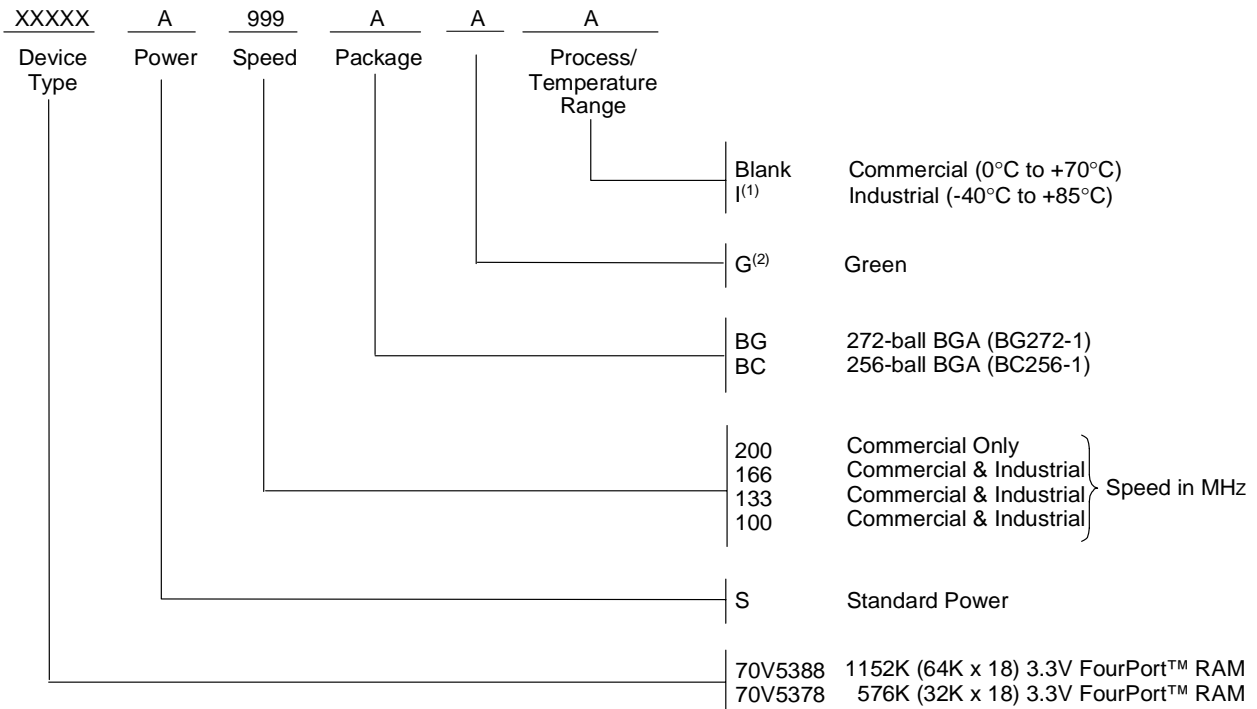 XXXXX A 999 A A A
Device Type Power Speed Package Process/ Temperature Range
Blank Commercial (0°C to +70°C)
I(1) Industrial (-40°C to +85°C)
G(2) Green
BG 272-ball BGA (BG272-1)
BC 256-ball BGA (BC256-1)
200 Commercial Only
166 Commercial & Industrial
133 Commercial & Industrial
100 Commercial & Industrial
Speed in MHz
S Standard Power
70V5388 1152K (64K x 18) 3.3V FourPort™ RAM
70V5378 576K (32K x 18) 3.3V FourPort™ RAM